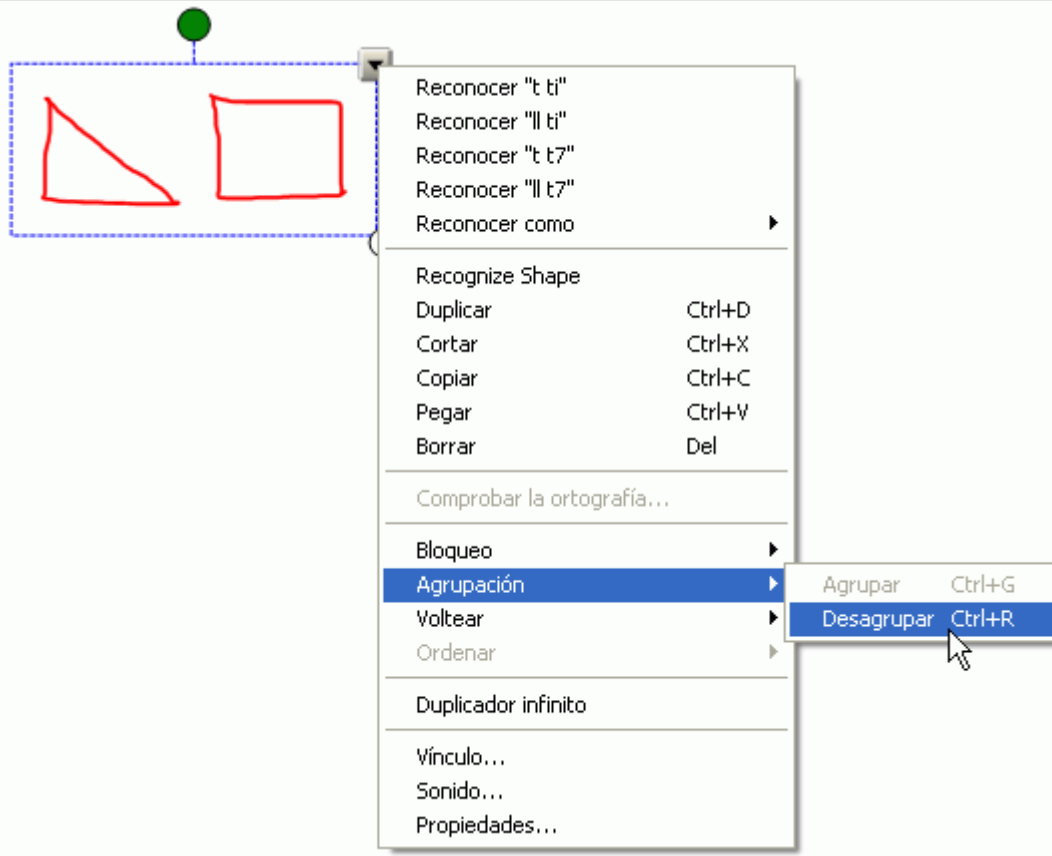 Reconocer "t ti"
Reconocer "ll ti"
Reconocer "t t7"
Reconocer "ll t7"
Reconocer como
Recognize Shape
Duplicar Ctrl+D
Cortar Ctrl+X
Copiar Ctrl+C
Pegar Ctrl+V
Borrar Del
Comprobar la ortografía...
Bloqueo
Agrupación
Agrupar Ctrl+G
Voltear
Desagrupar Ctrl+R
Ordenar
Duplicador infinito
Vínculo...
Sonido...
Propiedades...